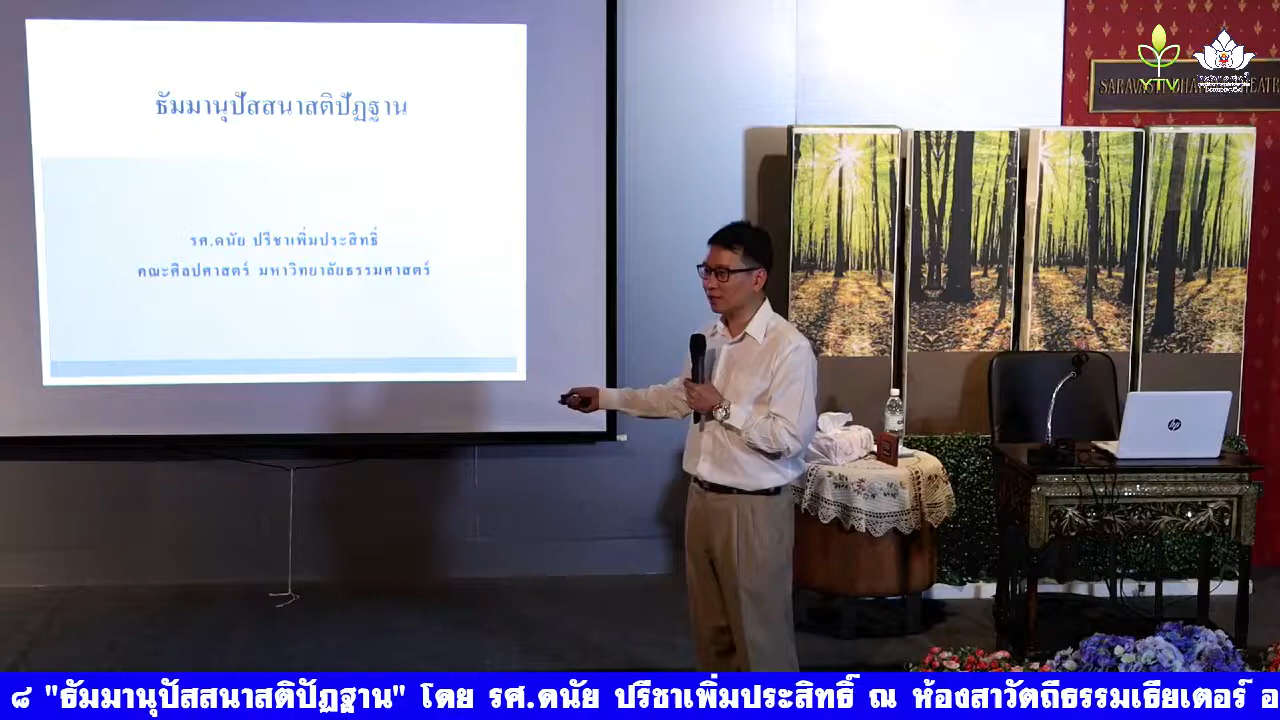 ธัมมานุปัสสนาสติปัฏฐาน
รศ.ดนัย ปรีชาเพิ่มประสิทธิ์
คณะศิลปศาสตร์ มหาวิทยาลัยธรรมศาสตร์
YTV
hp
๘ "ธัมมานุปัสสนาสติปัฏฐาน" โดย รศ.ดนัย ปรีชาเพิ่มประสิทธิ์ ณ ห้องสาวัตถีธรรมเธียเตอร์ อ